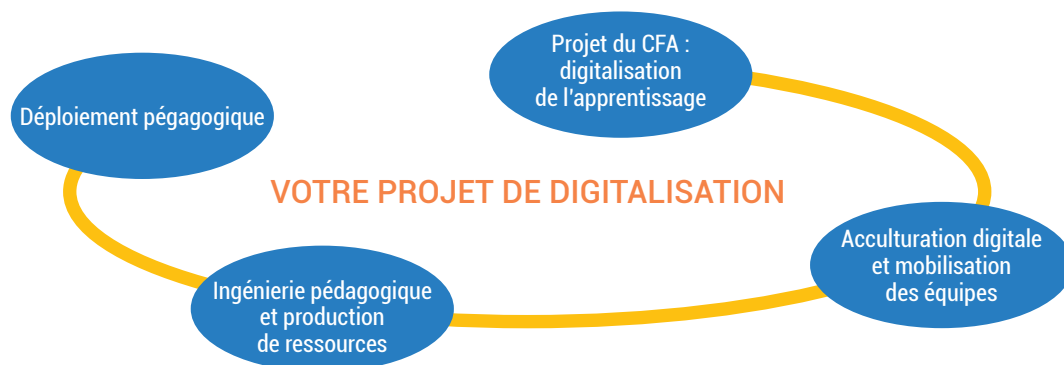 Projet du CFA :
digitalisation
de l'apprentissage
Déploiement pégagogique
VOTRE PROJET DE DIGITALISATION
Acculturation digitale
et mobilisation
des équipes
Ingénierie pédagogique
et production
de ressources